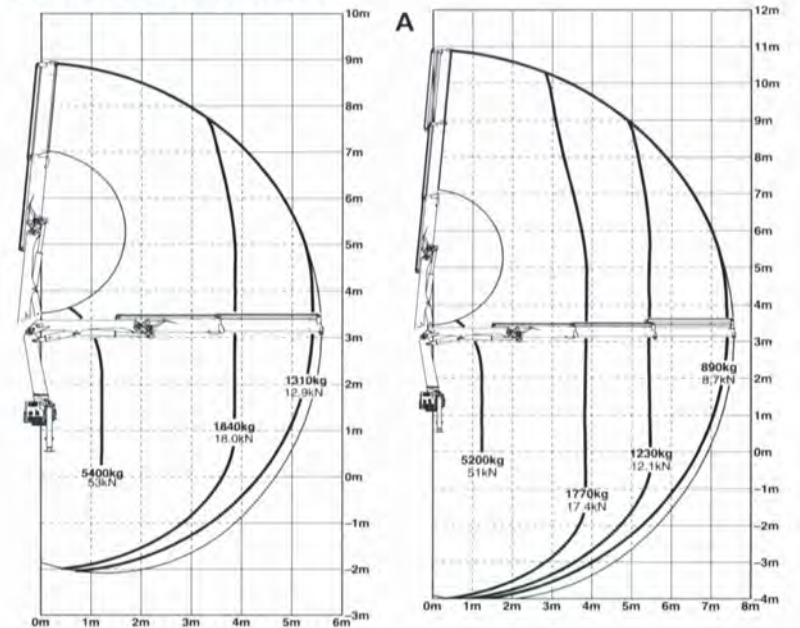 10m
9m
8m
7m
6m
5m
4m
3m
2m
1m
0m
-1m
-2m
-3m
1310kg
12.9kN
1840kg
18.0kN
5400kg
53kN
0m 1m 2m 3m 4m 5m 6m
A
12m
11m
10m
9m
8m
7m
6m
5m
4m
3m
2m
1m
0m
-1m
-2m
-3m
-4m
890kg
8.7kN
5200kg
51kN
1230kg
12.1kN
1770kg
17.4kN
0m 1m 2m 3m 4m 5m 6m 7m 8m